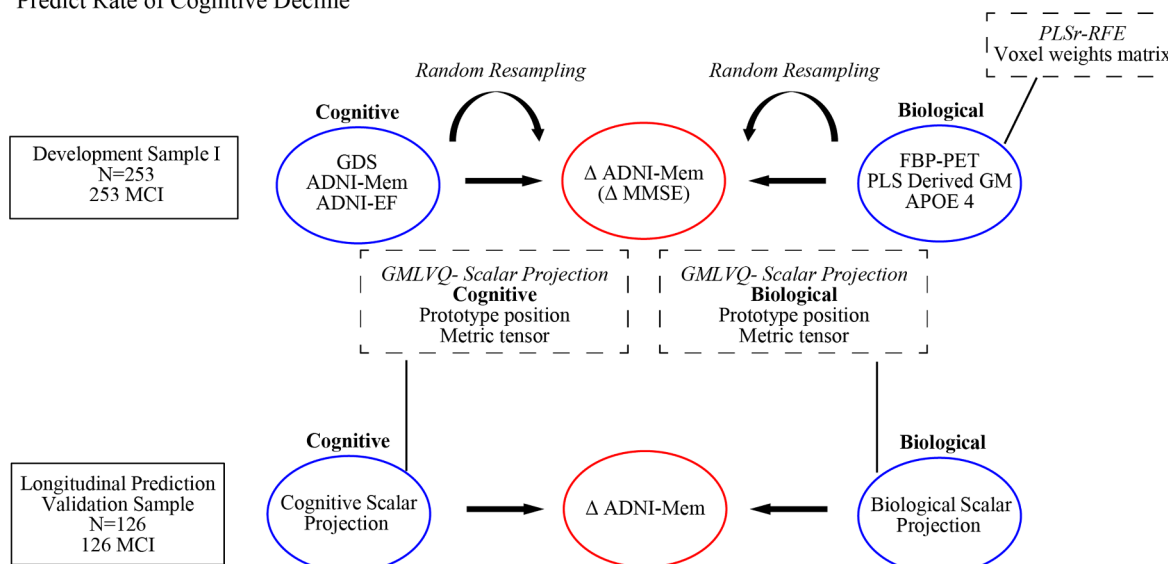 Predict Rate of Cognitive Decline
PLSr-RFE
Voxel weights matrix
Random Resampling
Random Resampling
Cognitive
Biological
Development Sample I
N=253
253 MCI
GDS
ADNI-Mem
ADNI-EF
Δ ADNI-Mem
(Δ MMSE)
FBP-PET
PLS Derived GM
APOE 4
GMLVQ- Scalar Projection
Cognitive
Prototype position
Metric tensor
GMLVQ- Scalar Projection
Biological
Prototype position
Metric tensor
Cognitive
Biological
Longitudinal Prediction
Validation Sample
N=126
126 MCI
Cognitive Scalar
Projection
Δ ADNI-Mem
Biological Scalar
Projection